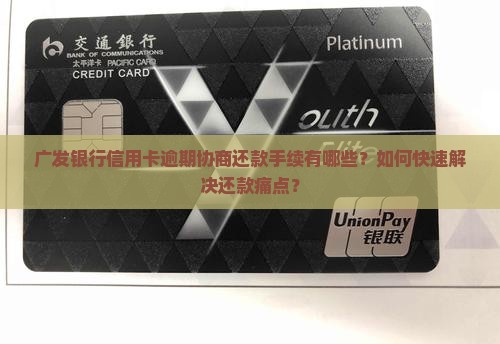 交通銀行
BANK OF COMMUNICATIONS
太平洋卡 PACIFIC CARD
CREDIT CARD
Platinum
outh
广发银行信用卡逾期协商还款手续有哪些？如何快速解
决还款痛点？
Elite
UnionPay
银联